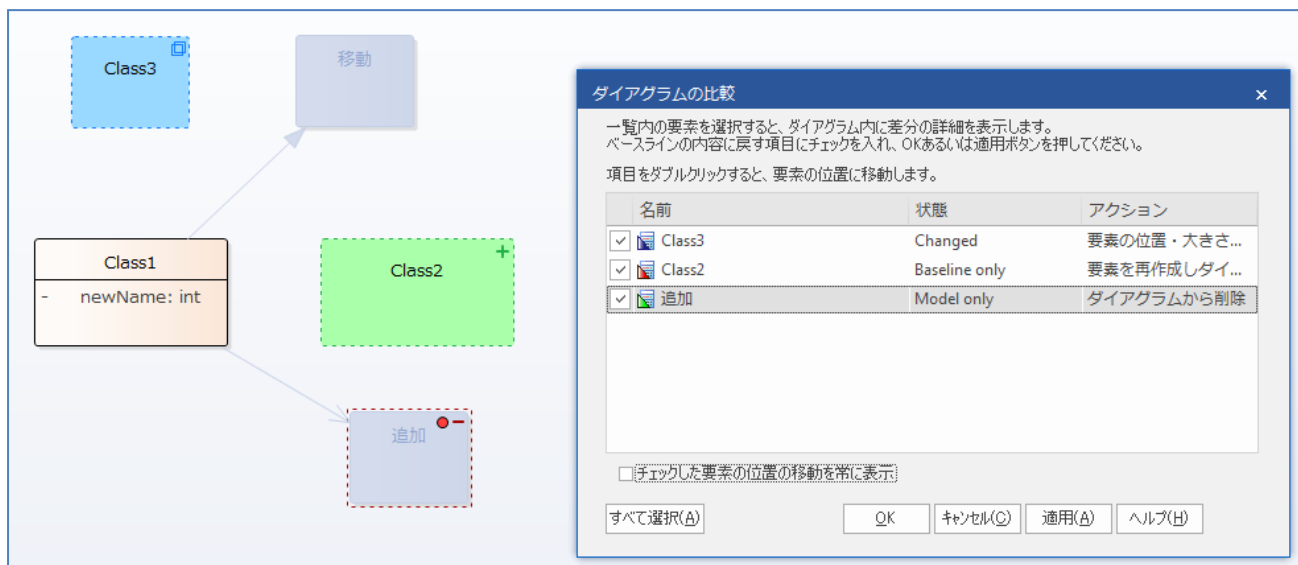 Class3
移動
Class1
- newName: int
Class2
追加
ダイアグラムの比較
一覧内の要素を選択すると、ダイアグラム内に差分の詳細を表示します。
ベースラインの内容に戻す項目にチェックを入れ、OKあるいは適用ボタンを押してください。
項目をダブルクリックすると、要素の位置に移動します。
名前 状態 アクション
Class3 Changed 要素の位置・大きさ...
Class2 Baseline only 要素を再作成しダイ...
追加 Model only ダイアグラムから削除
チェックした要素の位置の移動を常に表示
すべて選択(A) OK キャンセル(C) 適用(A) ヘルプ(H)